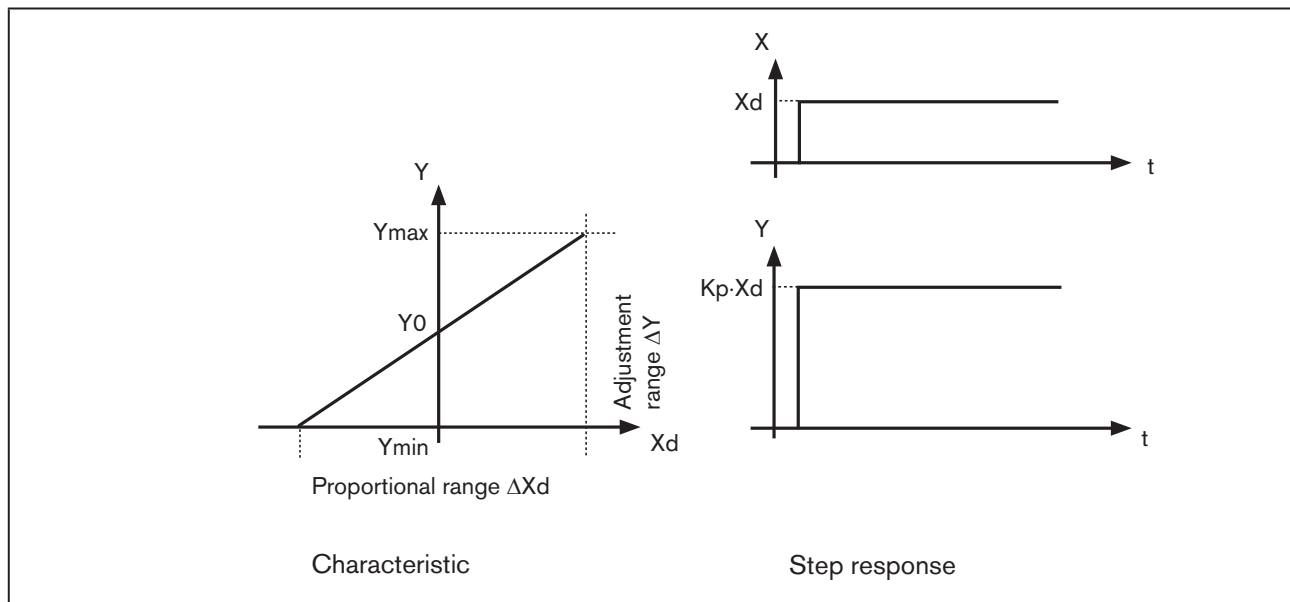 Y
Ymax
Y0
Ymin
Xd
Adjustment
range ΔY
Proportional range ΔXd
Characteristic
X
Xd
t
Y
Kp·Xd
t
Step response